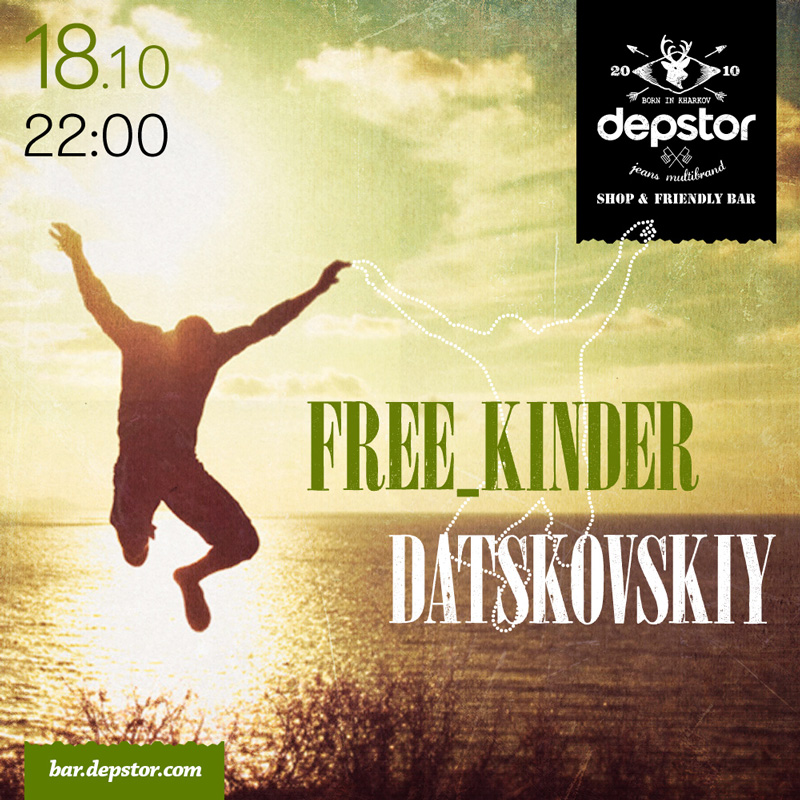 18.10
22:00
20 10
BORN IN KHARKOV
depstor
jeans multibrand
SHOP & FRIENDLY BAR
FREE_KINDER
DATSKOVSKIY
bar.depstor.com